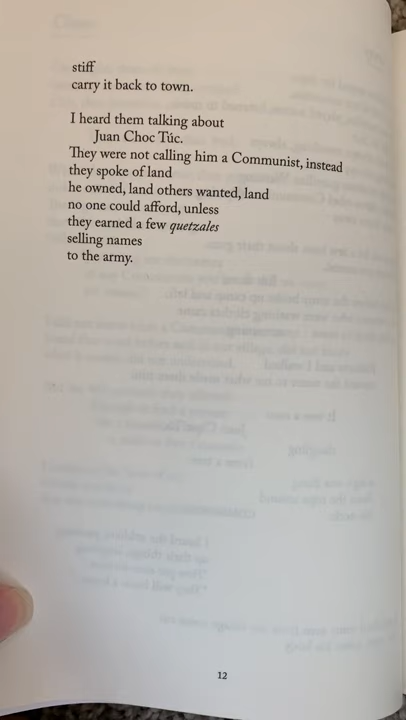 stiff
carry it back to town.
I heard them talking about
Juan Choc Túc.
They were not calling him a Communist, instead
they spoke of land
he owned, land others wanted, land
no one could afford, unless
they earned a few quetzales
selling names
to the army.
12